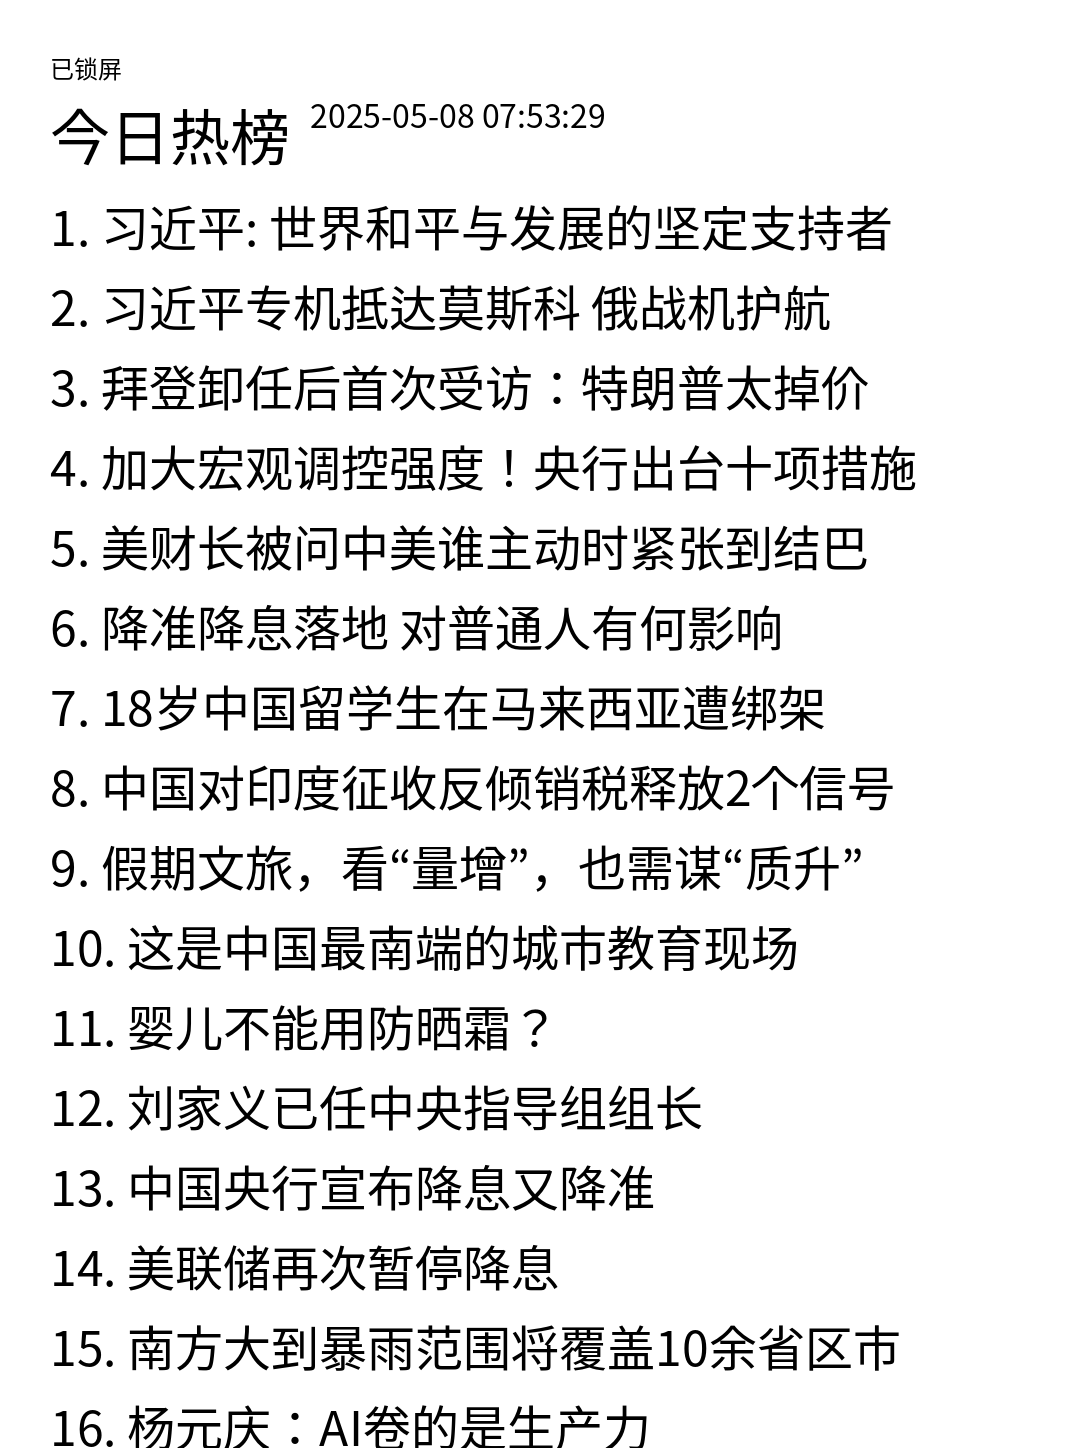 已锁屏
今日热榜 2025-05-08 07:53:29
1. 习近平: 世界和平与发展的坚定支持者
2. 习近平专机抵达莫斯科 俄战机护航
3. 拜登卸任后首次受访：特朗普太掉价
4. 加大宏观调控强度！央行出台十项措施
5. 美财长被问中美谁主动时紧张到结巴
6. 降准降息落地 对普通人有何影响
7. 18岁中国留学生在马来西亚遭绑架
8. 中国对印度征收反倾销税释放2个信号
9. 假期文旅，看“量增”，也需谋“质升”
10. 这是中国最南端的城市教育现场
11. 婴儿不能用防晒霜？
12. 刘家义已任中央指导组组长
13. 中国央行宣布降息又降准
14. 美联储再次暂停降息
15. 南方大到暴雨范围将覆盖10余省区市
16. 杨元庆：AI卷的是生产力